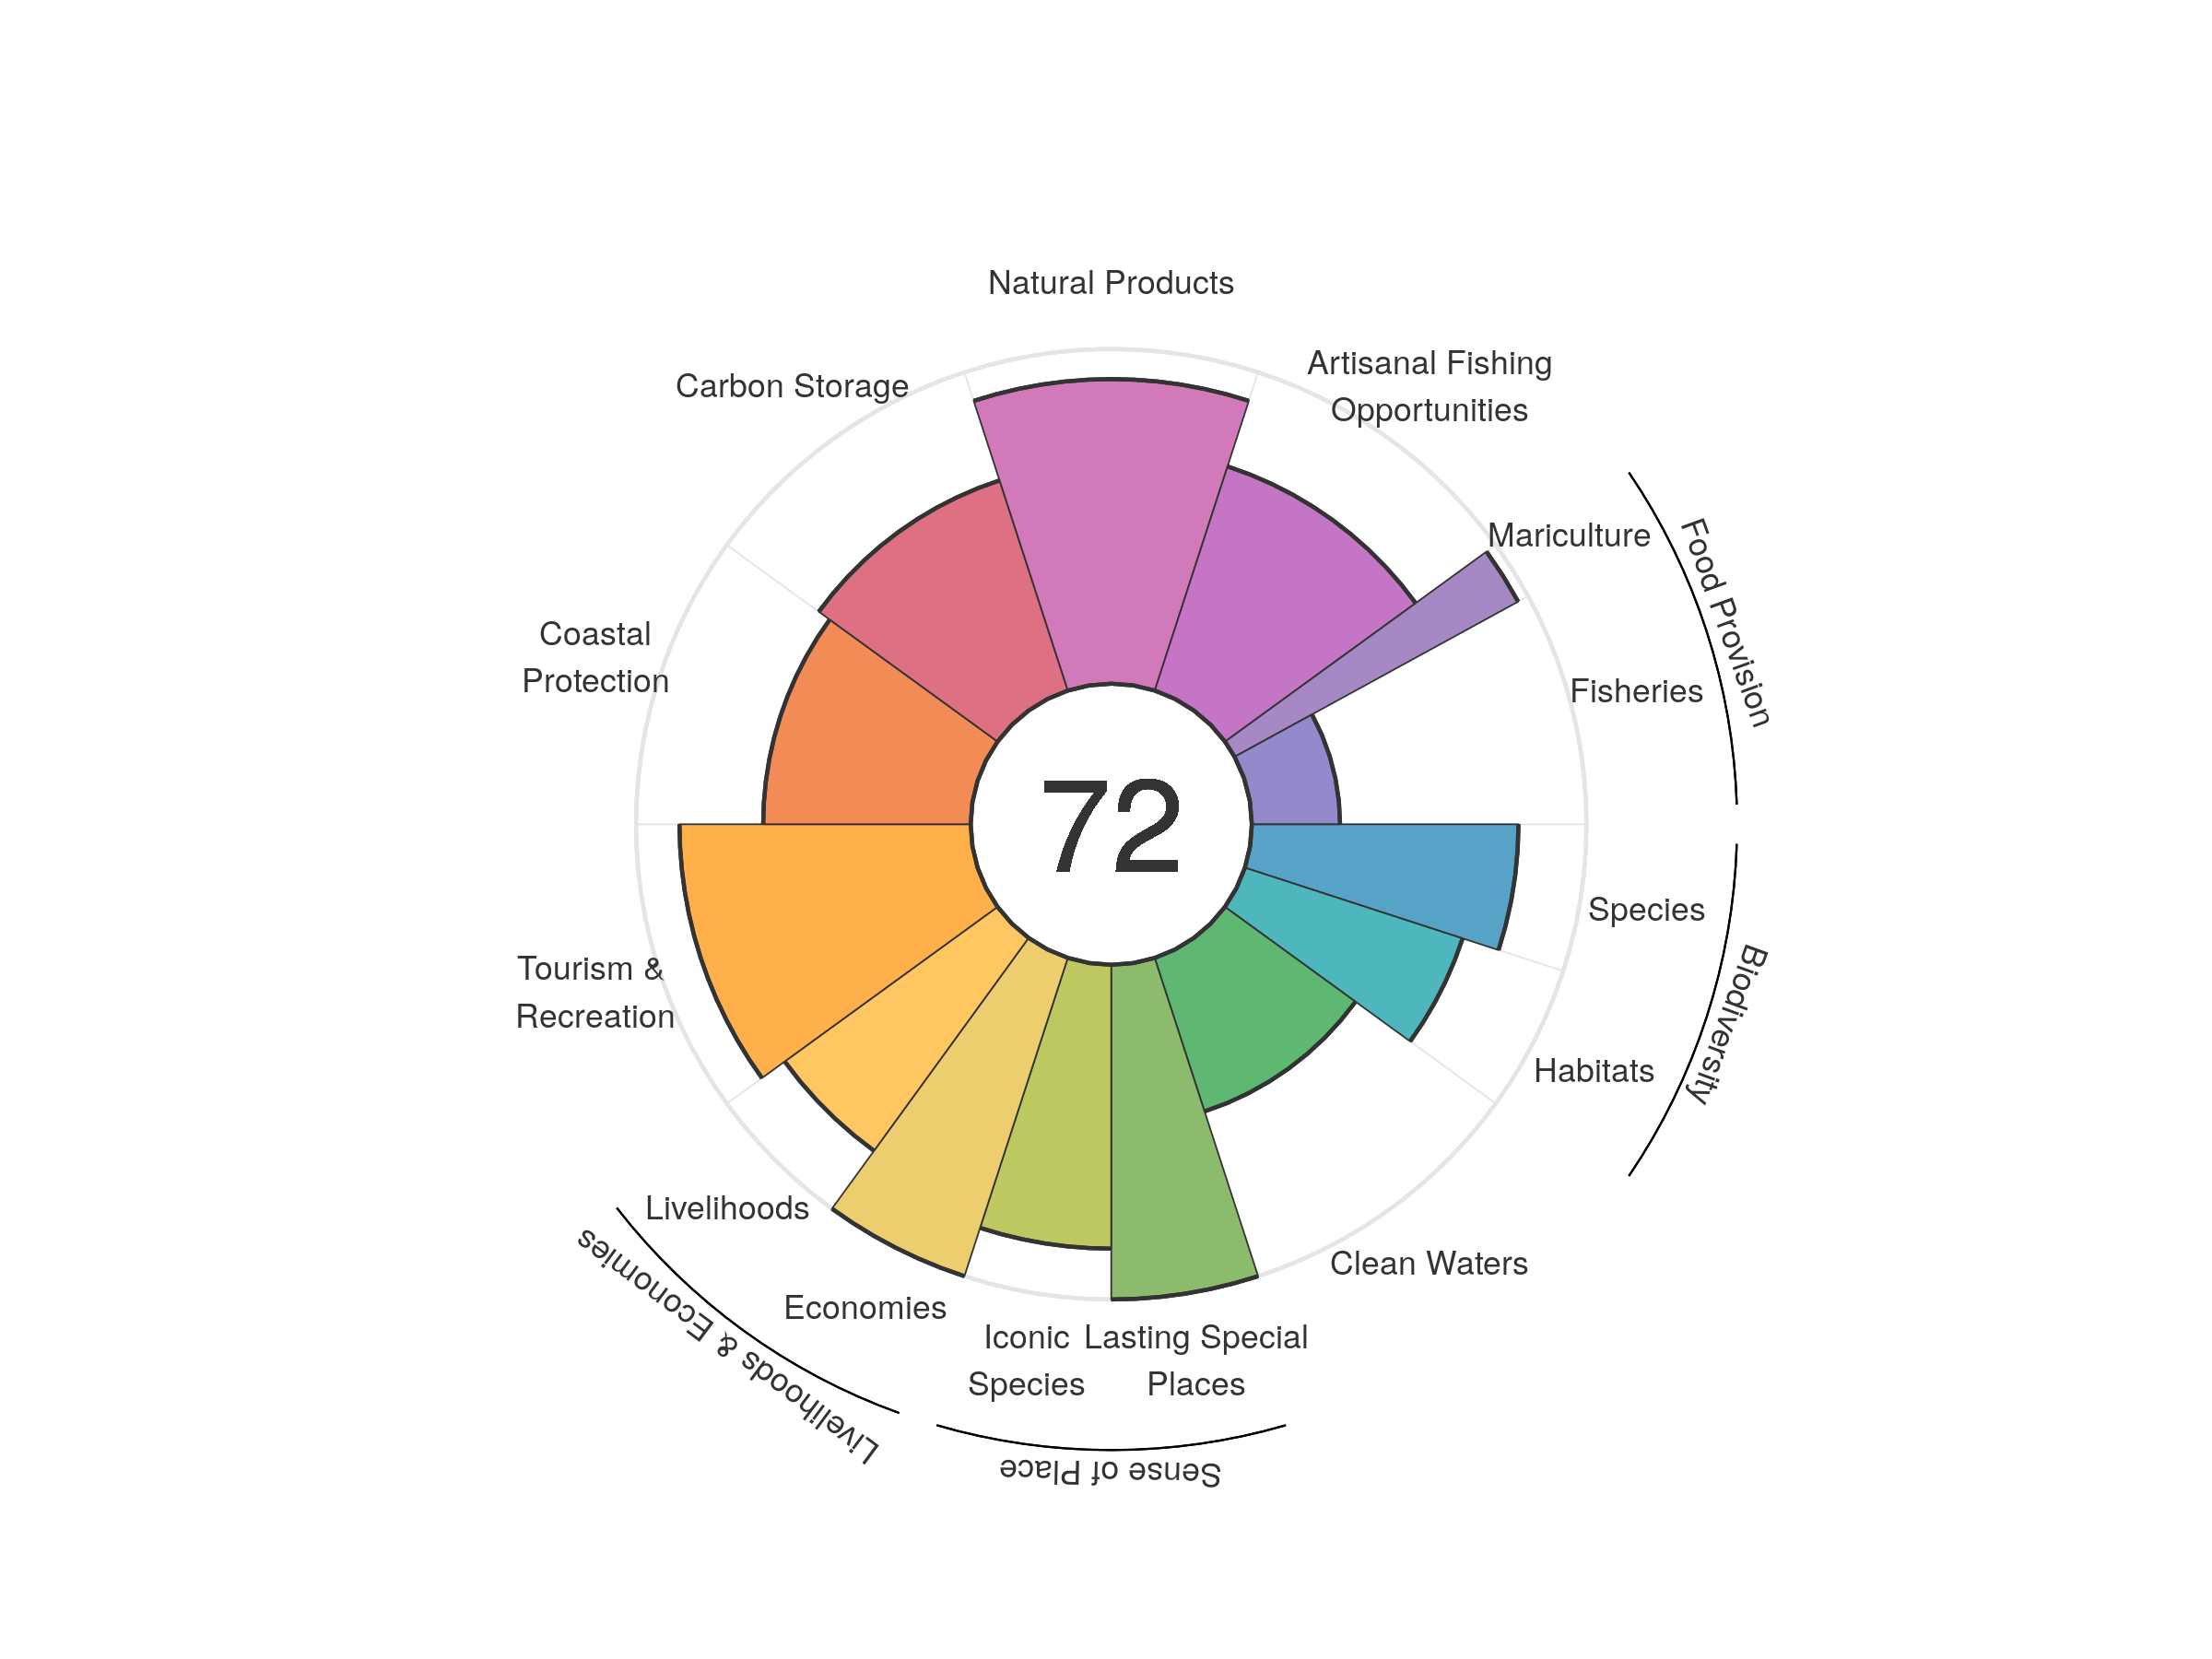 Natural Products
Artisanal Fishing
Opportunities
Carbon Storage
Mariculture
Food Provision
Coastal
Protection
Fisheries
72
Species
Biodiversity
Tourism &
Recreation
Habitats
Livelihoods
Livelihoods & Economies
Clean Waters
Economies
Iconic
Species
Lasting Special
Places
Sense of Place